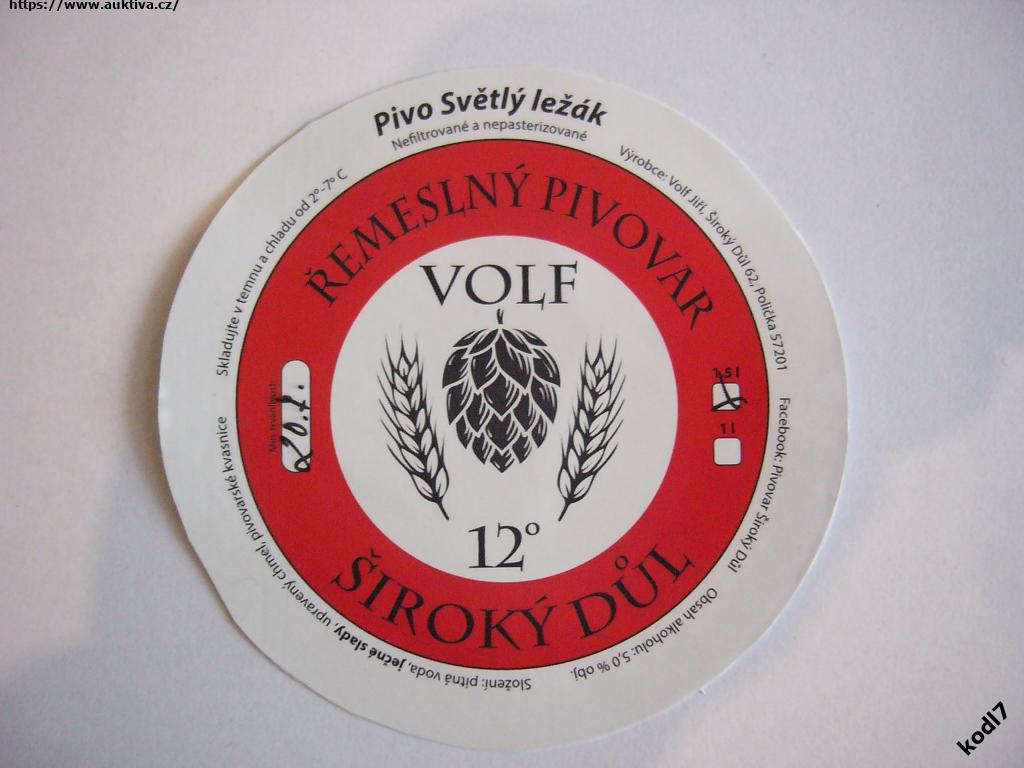 https://www.auktiva.cz/
Pivo Světlý ležák
Nefiltrované a nepasterizované
Výrobce: Volf Jiří, Široký Důl 62, Polička 57201
Facebook: Pivovar Široký Důl
Obsah alkoholu: 5,0 % obj.
Složení: pitná voda, ječné slady, upravený chmel, pivovarské kvasnice
Skladujte v temnu a chladu od 2°-7° C
ŘEMESLNÝ PIVOVAR
VOLF
Min. trvanlivost:
1,5 l
1 l
12°
ŠIROKÝ DŮL
kodl7